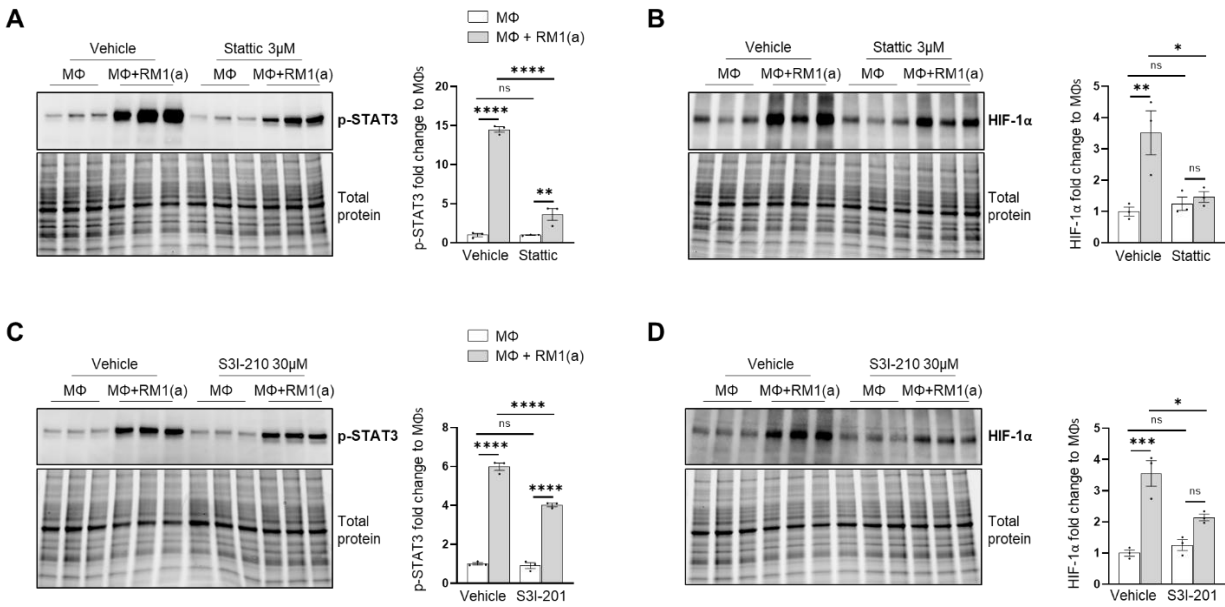 A
Vehicle
Stattic 3µM
MΦ
MΦ+RM1(a)
MΦ
MΦ+RM1(a)
p-STAT3
Total
protein
MΦ
MΦ + RM1(a)
p-STAT3 fold change to MΦs
20
15
10
5
0
****
ns
****
**
Vehicle
Stattic
B
Vehicle
Stattic 3µM
MΦ
MΦ+RM1(a)
MΦ
MΦ+RM1(a)
HIF-1α
Total
protein
HIF-1α fold change to MΦs
5
4
3
2
1
0
*
ns
**
ns
Vehicle
Stattic
C
Vehicle
S3I-210 30µM
MΦ
MΦ+RM1(a)
MΦ
MΦ+RM1(a)
p-STAT3
Total
protein
MΦ
MΦ + RM1(a)
p-STAT3 fold change to MΦs
8
6
4
2
0
****
ns
****
****
Vehicle
S3I-201
D
Vehicle
S3I-210 30µM
MΦ
MΦ+RM1(a)
MΦ
MΦ+RM1(a)
HIF-1α
Total
protein
HIF-1α fold change to MΦs
5
4
3
2
1
0
*
ns
***
ns
Vehicle
S3I-201